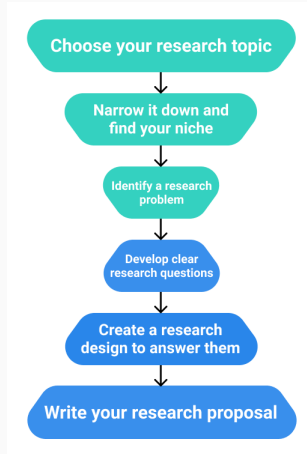 Choose your research topic
Narrow it down and
find your niche
Identify a research
problem
Develop clear
research questions
Create a research
design to answer them
Write your research proposal